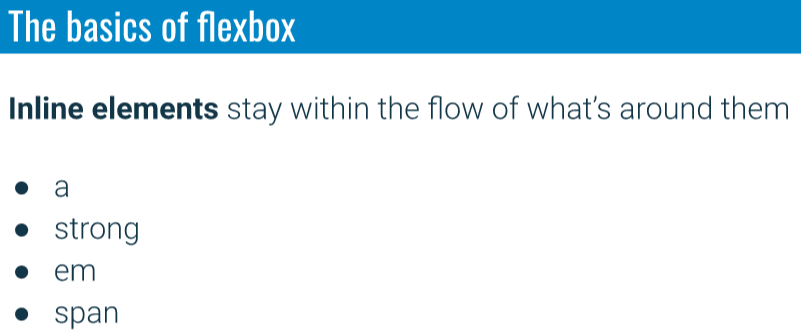 The basics of flexbox
Inline elements stay within the flow of what's around them
● a
● strong
● em
● span